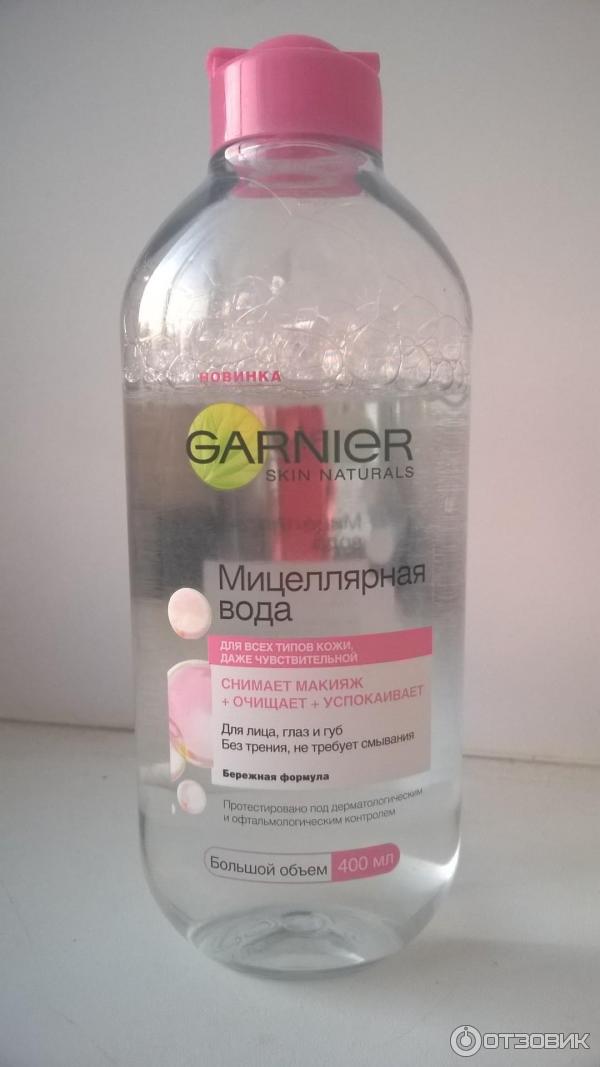 НОВИНКА
GARNIER
SKIN NATURALS
Мицеллярная
вода
ДЛЯ ВСЕХ ТИПОВ КОЖИ,
ДАЖЕ ЧУВСТВИТЕЛЬНОЙ
СНИМАЕТ МАКИЯЖ
+ ОЧИЩАЕТ + УСПОКАИВАЕТ
Для лица, глаз и губ
Без трения, не требует смывания
Бережная формула
Протестировано под дерматологическим
и офтальмологическим контролем
Большой объем 400 мл
ОТЗОВИК